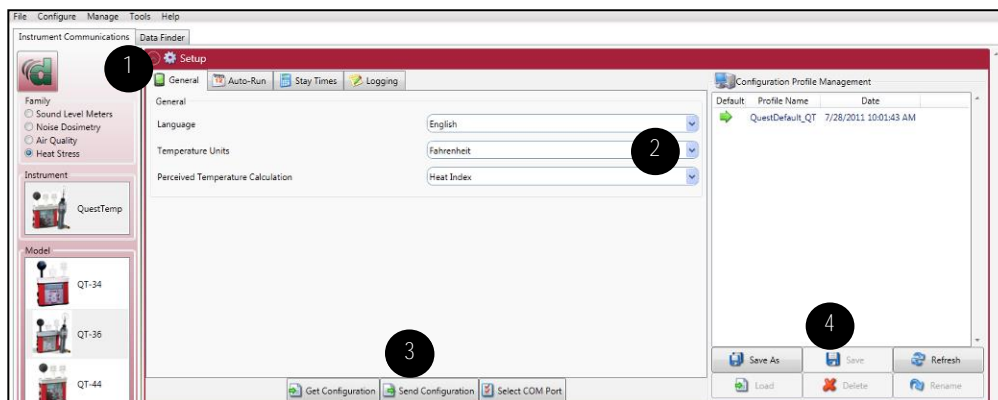 File Configure Manage Tools Help
Instrument Communications Data Finder
1
Setup
General Auto-Run Stay Times Logging
Configuration Profile Management
Family
Sound Level Meters
Noise Dosimetry
Air Quality
Heat Stress
Instrument
QuestTemp
Model
QT-34
QT-36
QT-44
General
Language English
Temperature Units Fahrenheit
2
Perceived Temperature Calculation Heat Index
3
Get Configuration Send Configuration Select COM Port
Default Profile Name Date
QuestDefault_QT 7/28/2011 10:01:43 AM
4
Save As Save Refresh
Load Delete Rename